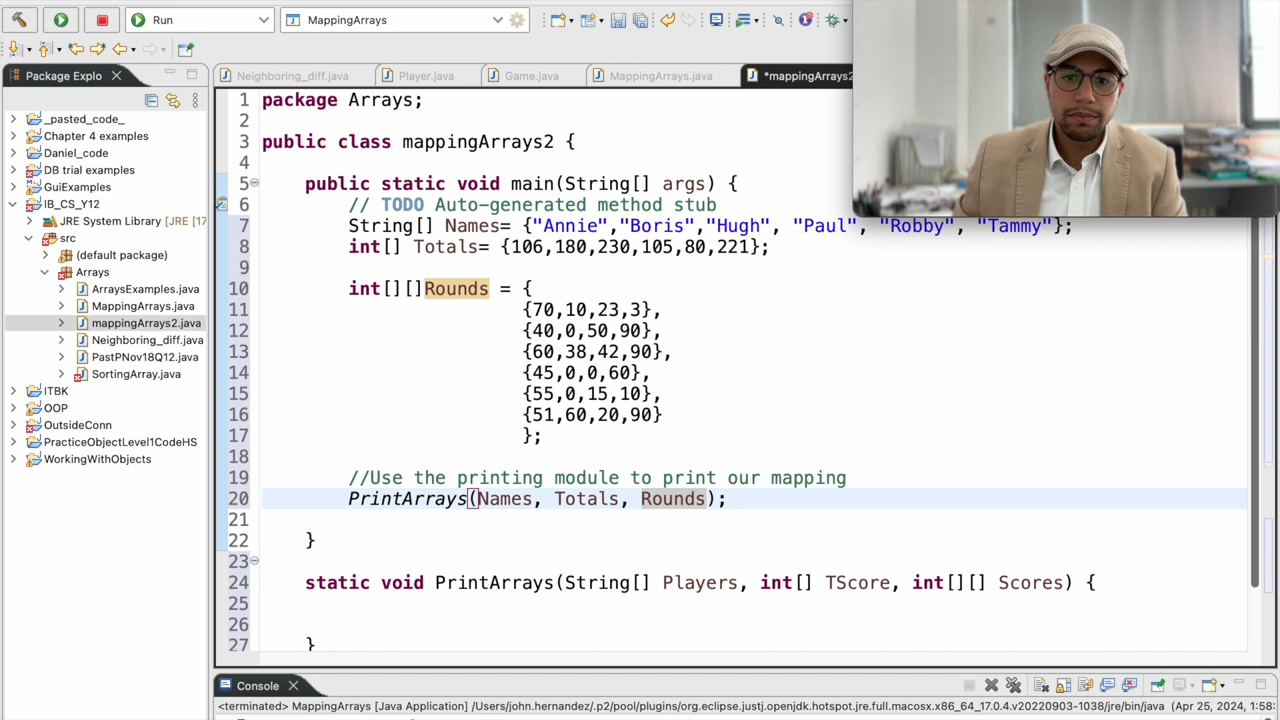 Run
MappingArrays
Package Explo
Neighboring_diff.java
Player.java
Game.java
MappingArrays.java
*mappingArrays2
_pasted_code_
Chapter 4 examples
Daniel_code
DB trial examples
GuiExamples
IB_CS_Y12
JRE System Library [JRE [17
src
(default package)
Arrays
ArraysExamples.java
MappingArrays.java
mappingArrays2.java
Neighboring_diff.java
PastPNov18Q12.java
SortingArray.java
ITBK
OOP
OutsideConn
PracticeObjectLevel1CodeHS
WorkingWithObjects
1 package Arrays;
2
3 public class mappingArrays2 {
4
5 public static void main(String[] args) {
6 // TODO Auto-generated method stub
7 String[] Names= {"Annie","Boris","Hugh", "Paul", "Robby", "Tammy"};
8 int[] Totals= {106,180,230,105,80,221};
9
10 int[][]Rounds = {
11 {70,10,23,3},
12 {40,0,50,90},
13 {60,38,42,90},
14 {45,0,0,60},
15 {55,0,15,10},
16 {51,60,20,90}
17 };
18
19 //Use the printing module to print our mapping
20 PrintArrays(Names, Totals, Rounds);
21
22 }
23
24 static void PrintArrays(String[] Players, int[] TScore, int[][] Scores) {
25
26
27 }
Console
<terminated> MappingArrays [Java Application] /Users/john.hernandez/.p2/pool/plugins/org.eclipse.justj.openjdk.hotspot.jre.full.macosx.x86_64_17.0.4.v20220903-1038/jre/bin/java (Apr 25, 2024, 1:58: